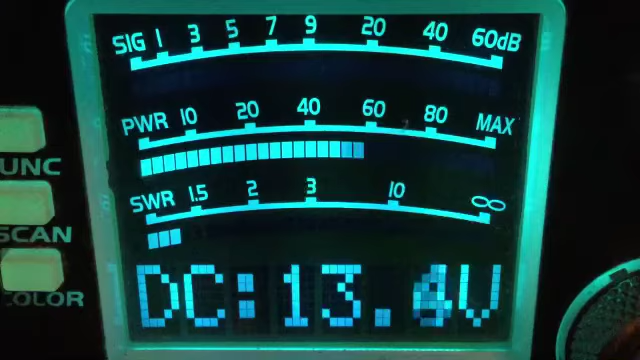 SIG 1 3 5 7 9 20 40 60dB
PWR 10 20 40 60 80 MAX
SWR 1.5 2 3 10 ∞
DC:13. V
UNC
SCAN
COLOR